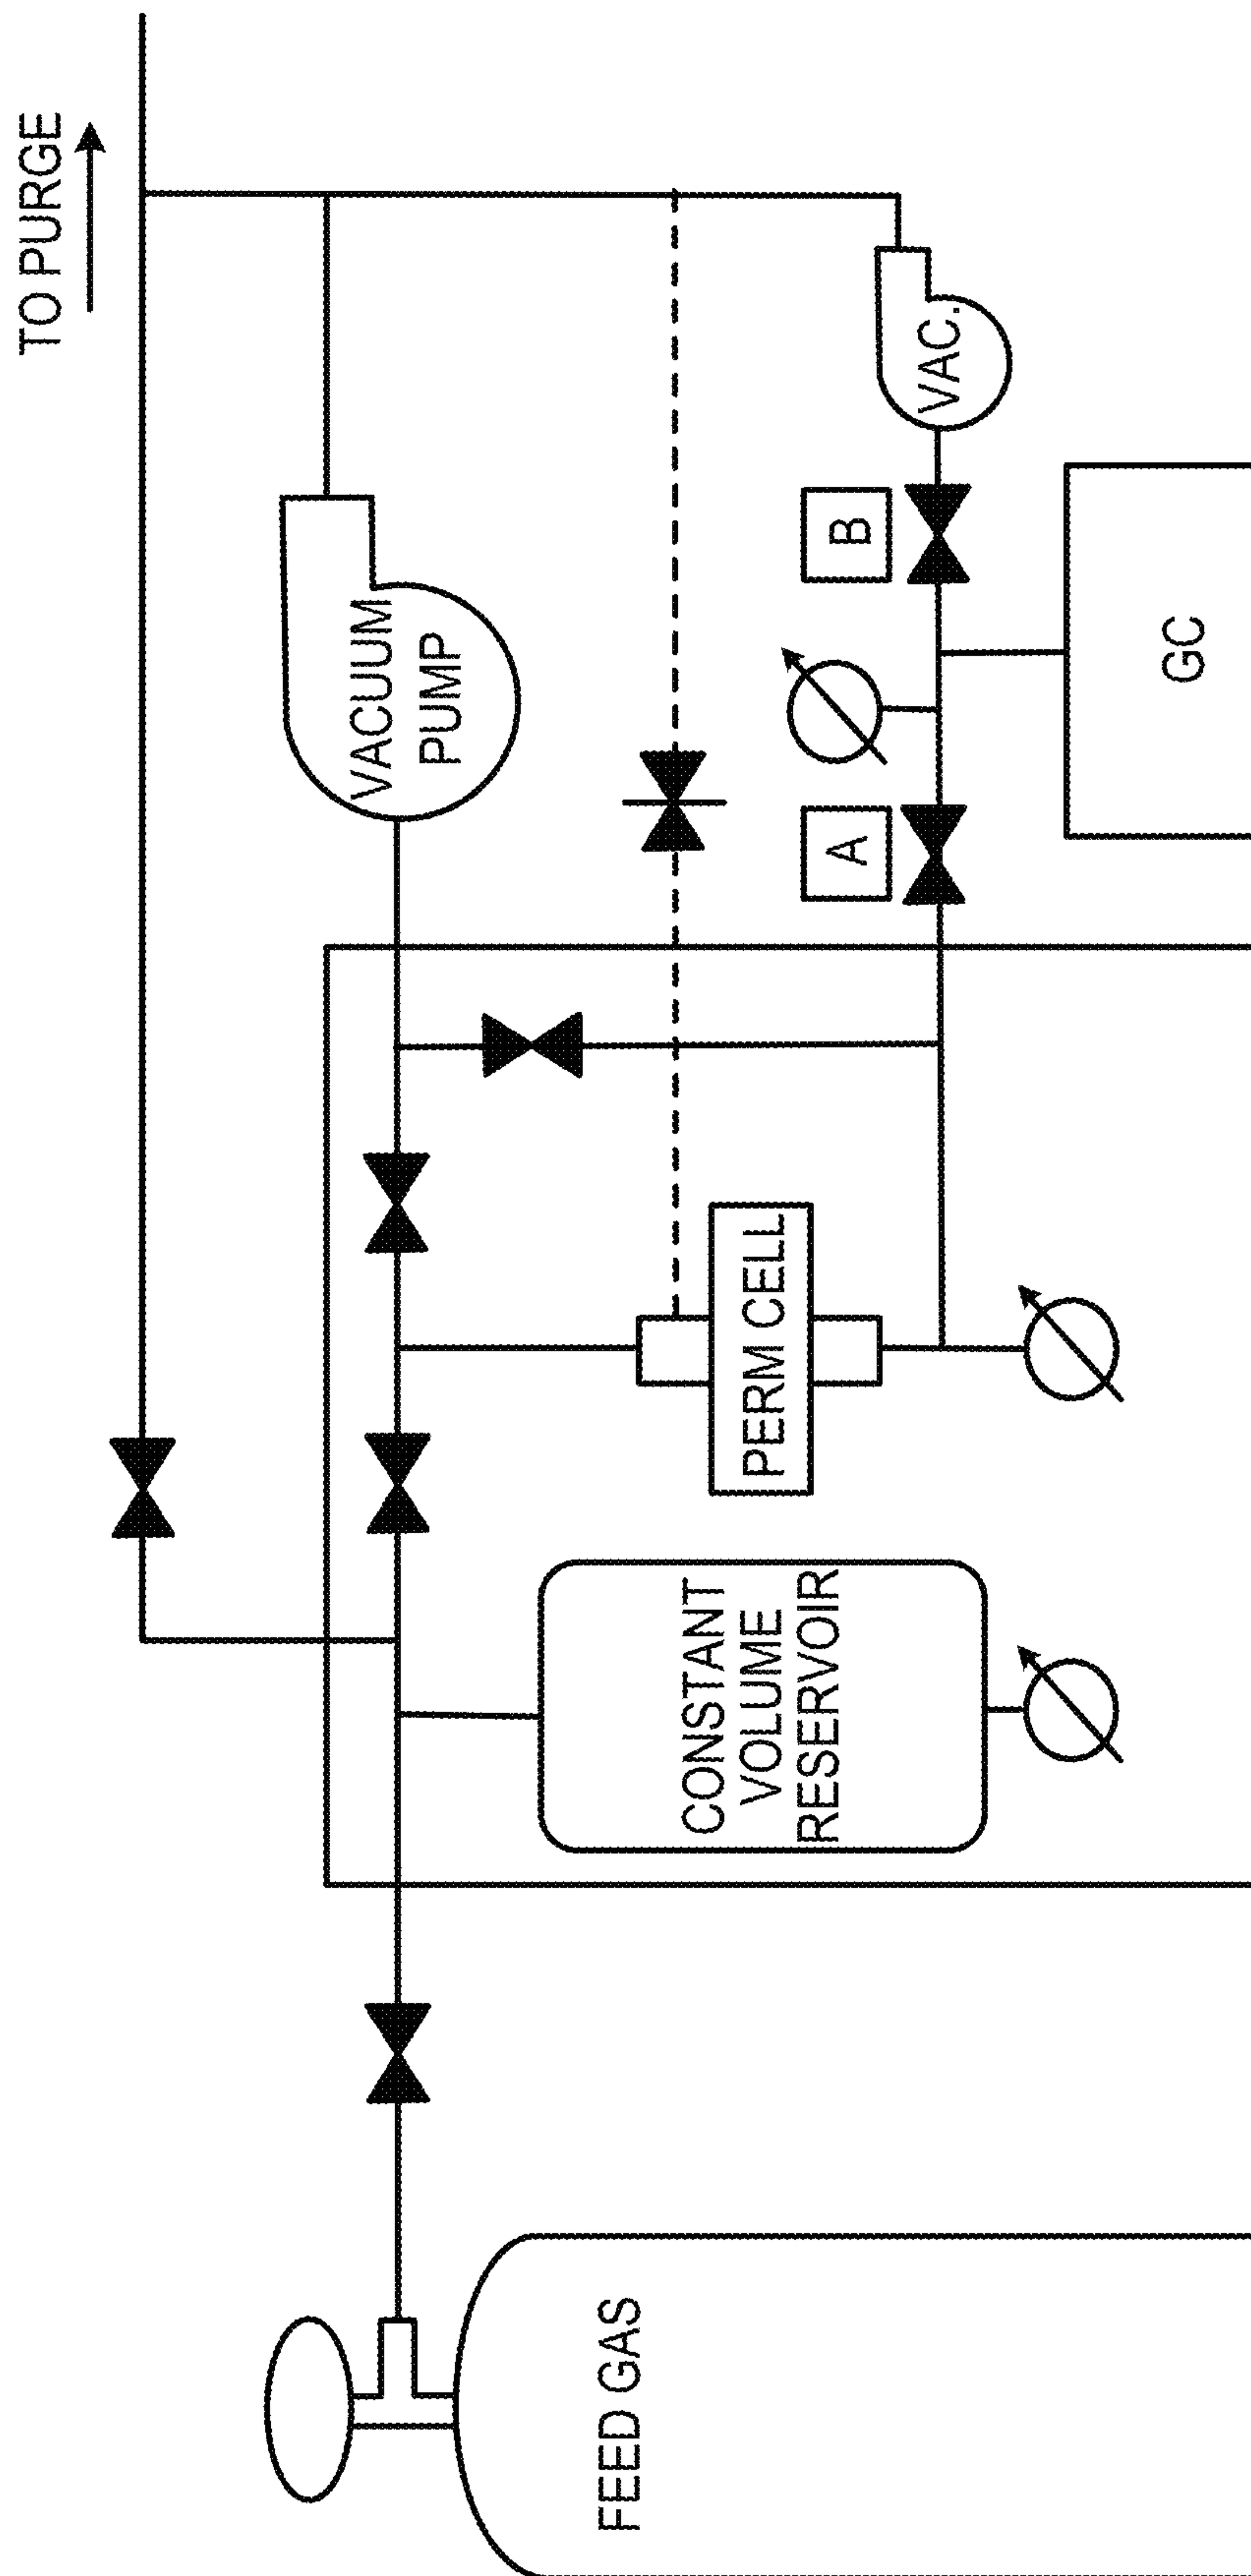 TO PURGE
VACUUM
PUMP
VAC.
B
A
GC
PERM CELL
CONSTANT
VOLUME
RESERVOIR
FEED GAS